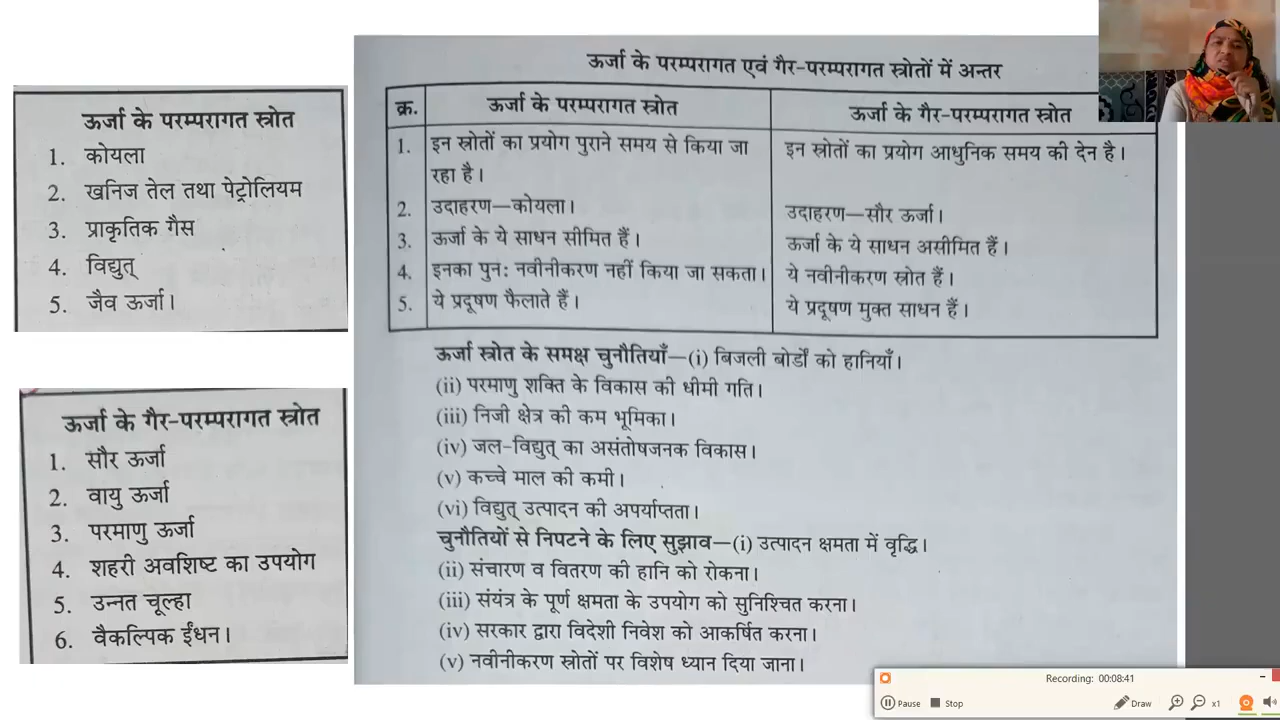 ऊर्जा के परम्परागत स्त्रोत
1. कोयला
2. खनिज तेल तथा पेट्रोलियम
3. प्राकृतिक गैस
4. विद्युत्
5. जैव ऊर्जा।
ऊर्जा के गैर-परम्परागत स्त्रोत
1. सौर ऊर्जा
2. वायु ऊर्जा
3. परमाणु ऊर्जा
4. शहरी अवशिष्ट का उपयोग
5. उन्नत चूल्हा
6. वैकल्पिक ईंधन।
ऊर्जा के परम्परागत एवं गैर-परम्परागत स्त्रोतों में अन्तर
क्र. ऊर्जा के परम्परागत स्त्रोत ऊर्जा के गैर-परम्परागत स्त्रोत
1. इन स्रोतों का प्रयोग पुराने समय से किया जा इन स्रोतों का प्रयोग आधुनिक समय की देन है।
रहा है।
2. उदाहरण—कोयला। उदाहरण—सौर ऊर्जा।
3. ऊर्जा के ये साधन सीमित हैं। ऊर्जा के ये साधन असीमित हैं।
4. इनका पुन: नवीनीकरण नहीं किया जा सकता। ये नवीनीकरण स्रोत हैं।
5. ये प्रदूषण फैलाते हैं। ये प्रदूषण मुक्त साधन हैं।
ऊर्जा स्रोत के समक्ष चुनौतियाँ—(i) बिजली बोर्डों को हानियाँ।
(ii) परमाणु शक्ति के विकास की धीमी गति।
(iii) निजी क्षेत्र की कम भूमिका।
(iv) जल-विद्युत् का असंतोषजनक विकास।
(v) कच्चे माल की कमी।
(vi) विद्युत् उत्पादन की अपर्याप्तता।
चुनौतियों से निपटने के लिए सुझाव—(i) उत्पादन क्षमता में वृद्धि।
(ii) संचारण व वितरण की हानि को रोकना।
(iii) संयंत्र के पूर्ण क्षमता के उपयोग को सुनिश्चित करना।
(iv) सरकार द्वारा विदेशी निवेश को आकर्षित करना।
(v) नवीनीकरण स्रोतों पर विशेष ध्यान दिया जाना।
Recording: 00:08:41
Pause Stop Draw x1